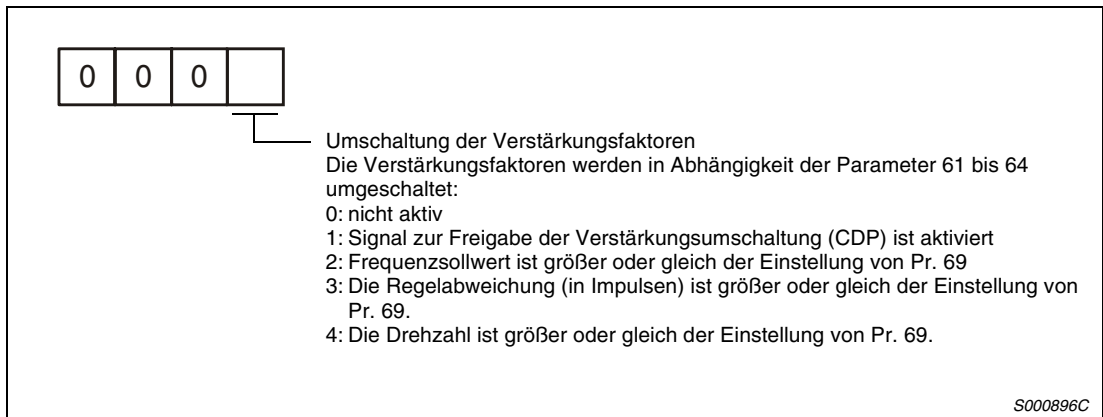 0 0 0
Umschaltung der Verstärkungsfaktoren
Die Verstärkungsfaktoren werden in Abhängigkeit der Parameter 61 bis 64
umgeschaltet:
0: nicht aktiv
1: Signal zur Freigabe der Verstärkungsumschaltung (CDP) ist aktiviert
2: Frequenzsollwert ist größer oder gleich der Einstellung von Pr. 69
3: Die Regelabweichung (in Impulsen) ist größer oder gleich der Einstellung von
Pr. 69.
4: Die Drehzahl ist größer oder gleich der Einstellung von Pr. 69.
S000896C